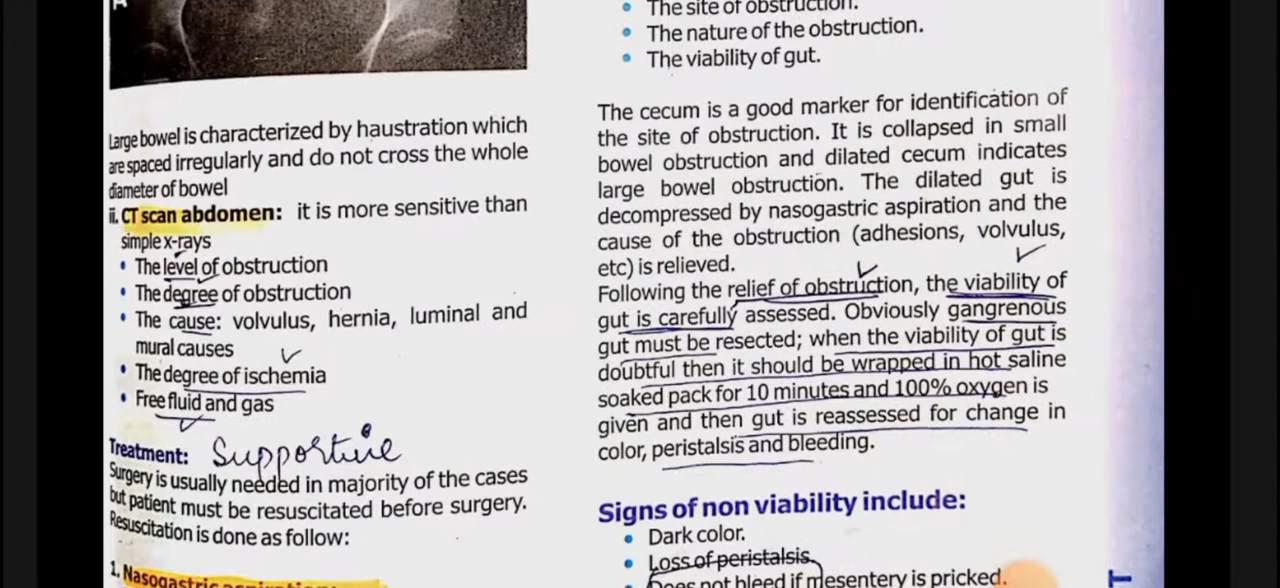 A
Large bowel is characterized by haustration which
are spaced irregularly and do not cross the whole
diameter of bowel
ii. CT scan abdomen: it is more sensitive than
simple x-rays
• The level of obstruction
• The degree of obstruction
• The cause: volvulus, hernia, luminal and
mural causes
• The degree of ischemia
• Free fluid and gas
Treatment: Supportive
Surgery is usually needed in majority of the cases
but patient must be resuscitated before surgery.
Resuscitation is done as follow:
1. Nasogastric aspiration:
• The site of obstruction.
• The nature of the obstruction.
• The viability of gut.
The cecum is a good marker for identification of
the site of obstruction. It is collapsed in small
bowel obstruction and dilated cecum indicates
large bowel obstruction. The dilated gut is
decompressed by nasogastric aspiration and the
cause of the obstruction (adhesions, volvulus,
etc) is relieved.
Following the relief of obstruction, the viability of
gut is carefully assessed. Obviously gangrenous
gut must be resected; when the viability of gut is
doubtful then it should be wrapped in hot saline
soaked pack for 10 minutes and 100% oxygen is
given and then gut is reassessed for change in
color, peristalsis and bleeding.
Signs of non viability include:
• Dark color.
• Loss of peristalsis
• Does not bleed if mesentery is pricked.
T